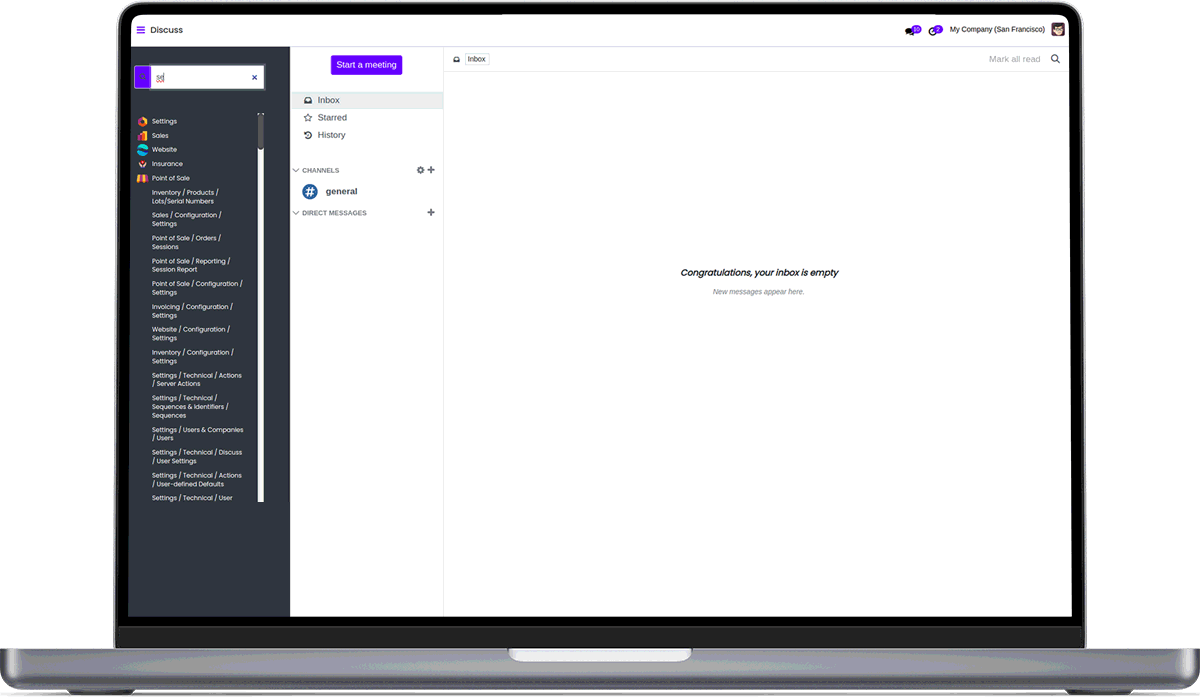 Discuss
10
2
My Company (San Francisco)
se
Settings
Sales
Website
Insurance
Point of Sale
Inventory / Products /
Lots/Serial Numbers
Sales / Configuration /
Settings
Point of Sale / Orders /
Sessions
Point of Sale / Reporting /
Session Report
Point of Sale / Configuration /
Settings
Invoicing / Configuration /
Settings
Website / Configuration /
Settings
Inventory / Configuration /
Settings
Settings / Technical / Actions
/ Server Actions
Settings / Technical /
Sequences & Identifiers /
Sequences
Settings / Users & Companies
/ Users
Settings / Technical / Discuss
/ User Settings
Settings / Technical / Actions
/ User-defined Defaults
Settings / Technical / User
Start a meeting
Inbox
Starred
History
CHANNELS
general
DIRECT MESSAGES
Inbox
Mark all read
Congratulations, your inbox is empty
New messages appear here.